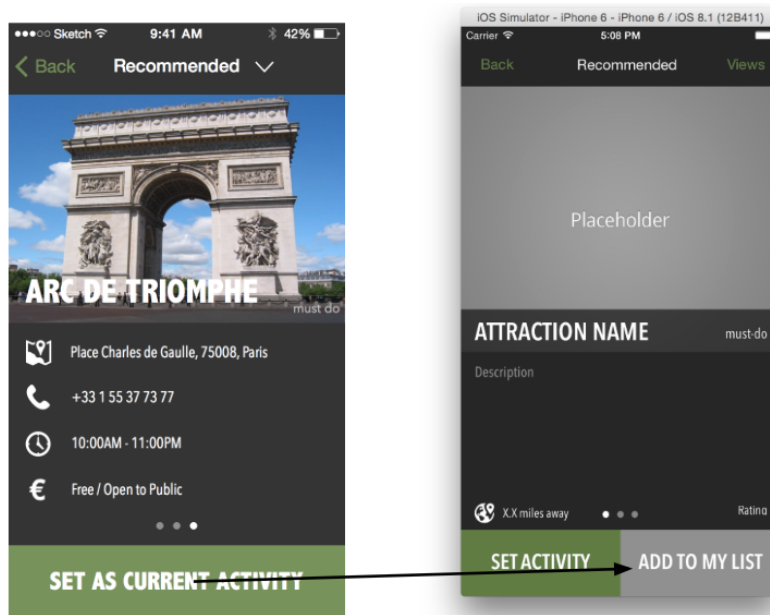 iOS Simulator - iPhone 6 - iPhone 6 / iOS 8.1 (12B411)
Sketch 9:41 AM 42%
Back Recommended
ARC DE TRIOMPHE
must do
Place Charles de Gaulle, 75008, Paris
+33 1 55 37 73 77
10:00AM - 11:00PM
€ Free / Open to Public
SET AS CURRENT ACTIVITY
Carrier 5:08 PM
Back Recommended Views
Placeholder
ATTRACTION NAME must-do
Description
X.X miles away Rating
SET ACTIVITY ADD TO MY LIST